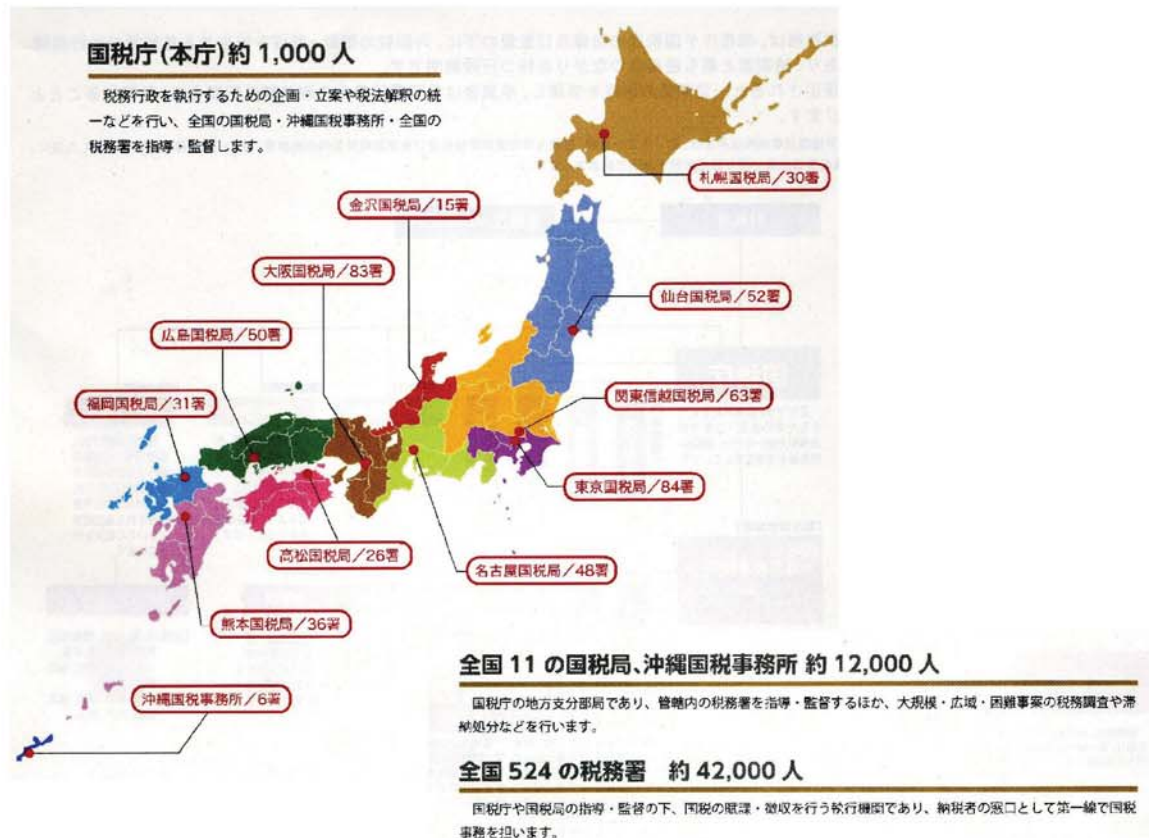 国税庁(本庁)約 1,000 人
税務行政を執行するための企画・立案や税法解釈の統
一などを行い、全国の国税局・沖縄国税事務所・全国の
税務署を指導・監督します。
札幌国税局/30署
金沢国税局/15署
大阪国税局/83署
仙台国税局/52署
広島国税局/50署
関東信越国税局/63署
福岡国税局/31署
東京国税局/84署
高松国税局/26署
名古屋国税局/48署
熊本国税局/36署
沖縄国税事務所/6署
全国 11 の国税局、沖縄国税事務所 約 12,000 人
国税庁の地方支分部局であり、管轄内の税務署を指導・監督するほか、大規模・広域・困難事案の税務調査や滞
納処分などを行います。
全国 524 の税務署 約 42,000 人
国税庁や国税局の指導・監督の下、国税の賦課・徴収を行う執行機関であり、納税者の窓口として第一線で国税
事務を担います。